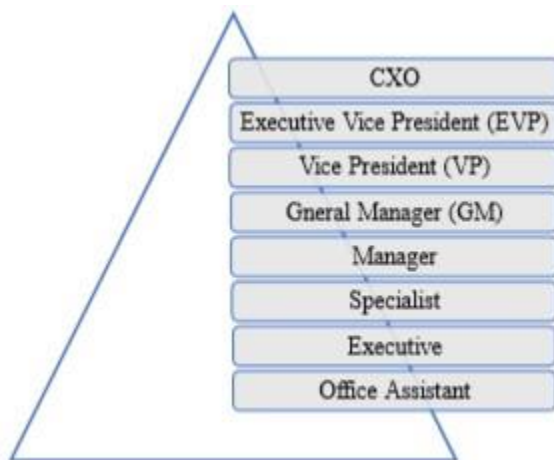 CXO
Executive Vice President (EVP)
Vice President (VP)
Gneral Manager (GM)
Manager
Specialist
Executive
Office Assistant